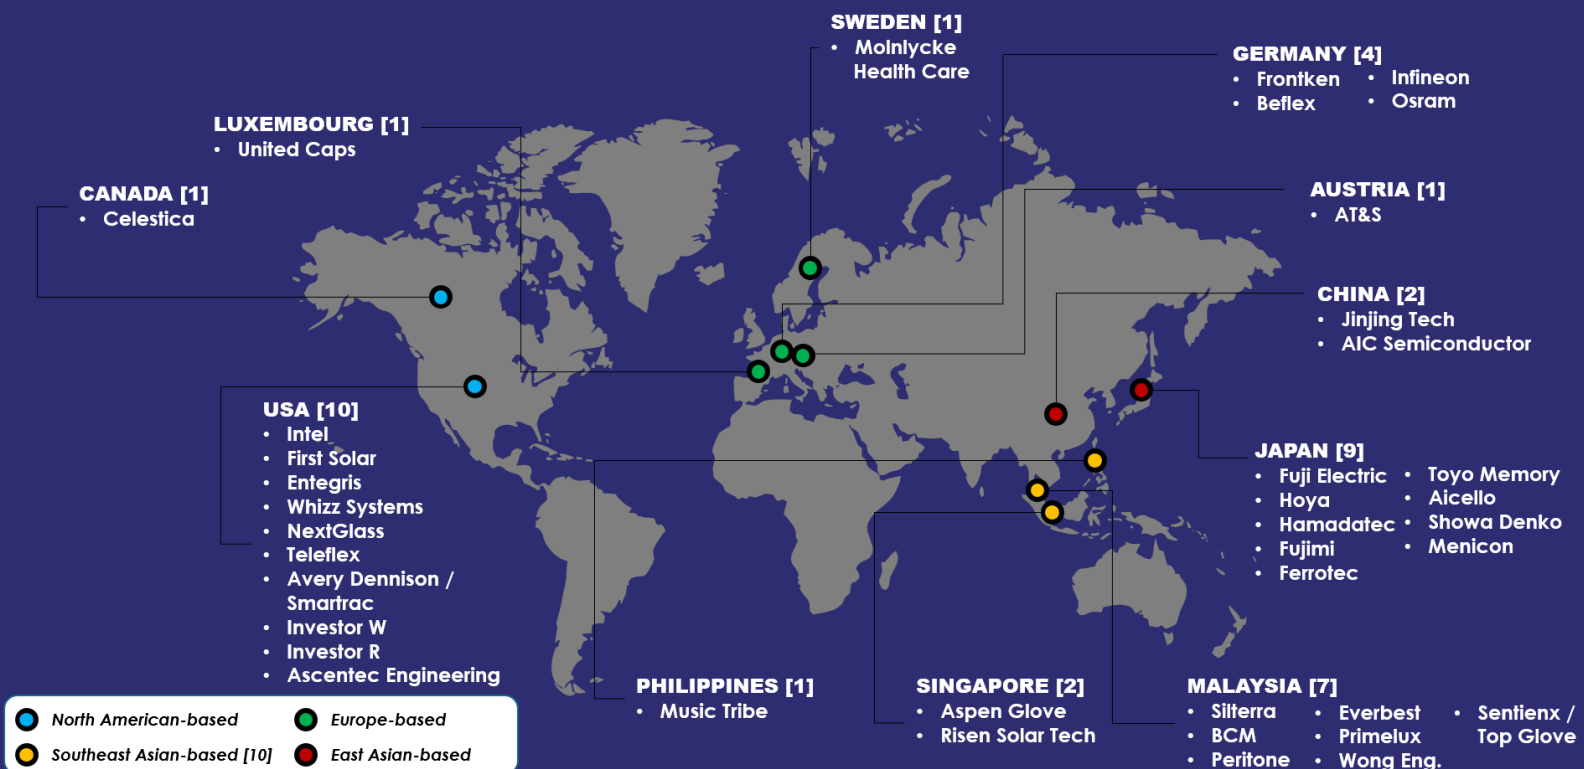 SWEDEN [1]
• Molnlycke
Health Care
GERMANY [4]
• Frontken
• Beflex
• Infineon
• Osram
LUXEMBOURG [1]
• United Caps
CANADA [1]
• Celestica
AUSTRIA [1]
• AT&S
CHINA [2]
• Jinjing Tech
• AIC Semiconductor
USA [10]
• Intel
• First Solar
• Entegris
• Whizz Systems
• NextGlass
• Teleflex
• Avery Dennison /
Smartrac
• Investor W
• Investor R
• Ascentec Engineering
JAPAN [9]
• Fuji Electric
• Hoya
• Hamadatec
• Fujimi
• Ferrotec
• Toyo Memory
• Aicello
• Showa Denko
• Menicon
PHILIPPINES [1]
• Music Tribe
SINGAPORE [2]
• Aspen Glove
• Risen Solar Tech
MALAYSIA [7]
• Silterra
• BCM
• Peritone
• Everbest
• Primelux
• Wong Eng.
• Sentienx /
Top Glove
North American-based
Europe-based
Southeast Asian-based [10]
East Asian-based